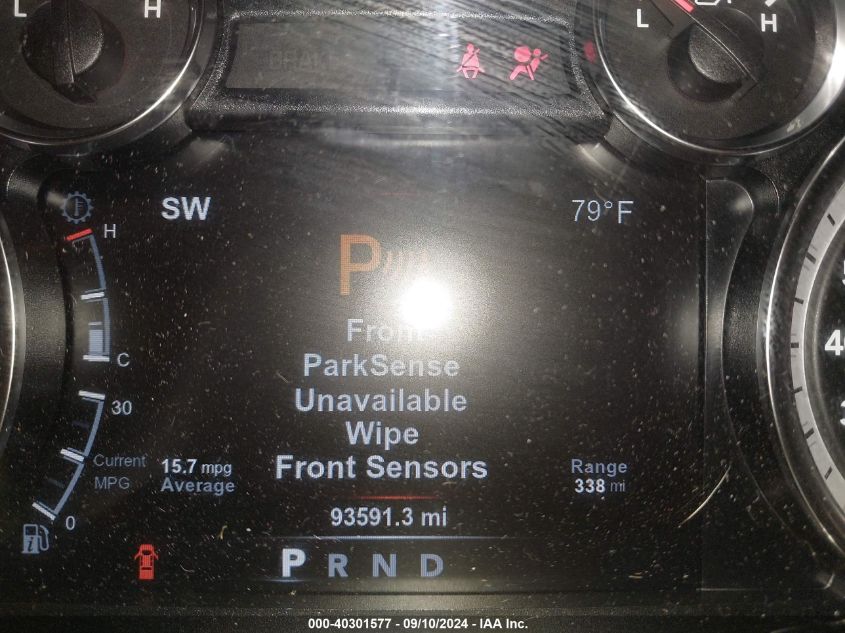 L H
L H
SW 79°F
H
P
Front
ParkSense
Unavailable
C
30
Wipe
Current MPG
15.7 mpg
Average
Front Sensors
Range
338 mi
0
93591.3 mi
P R N D
40
000-40301577 - 09/10/2024 - IAA Inc.